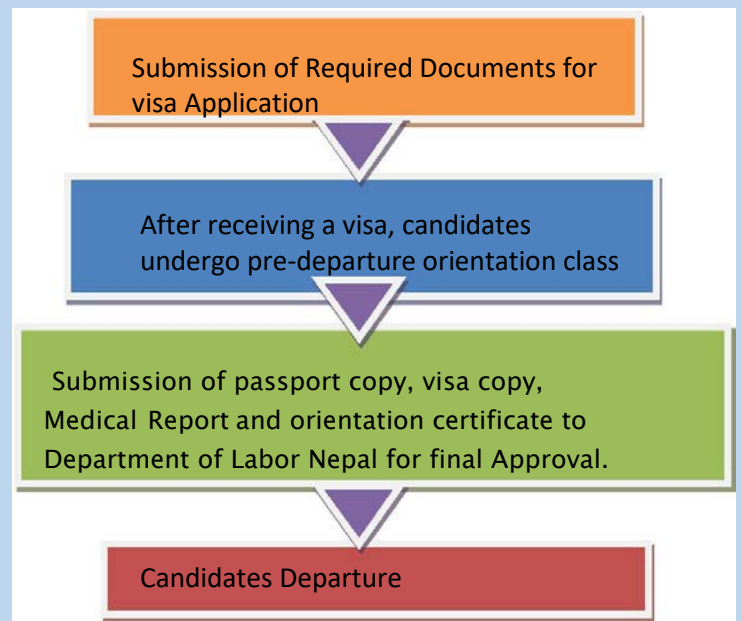 Submission of Required Documents for
visa Application
After receiving a visa, candidates
undergo pre-departure orientation class
Submission of passport copy, visa copy,
Medical Report and orientation certificate to
Department of Labor Nepal for final Approval.
Candidates Departure